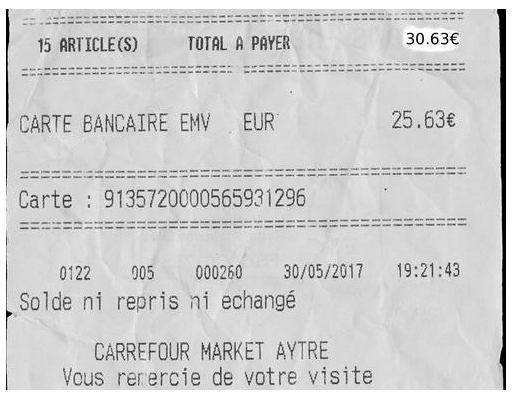 15 ARTICLE(S) TOTAL A PAYER 30.63€
CARTE BANCAIRE EMV EUR 25.63€
Carte : 9135720000565931296
0122 005 000260 30/05/2017 19:21:43
Solde ni repris ni echangé
CARREFOUR MARKET AYTRE
Vous remercie de votre visite